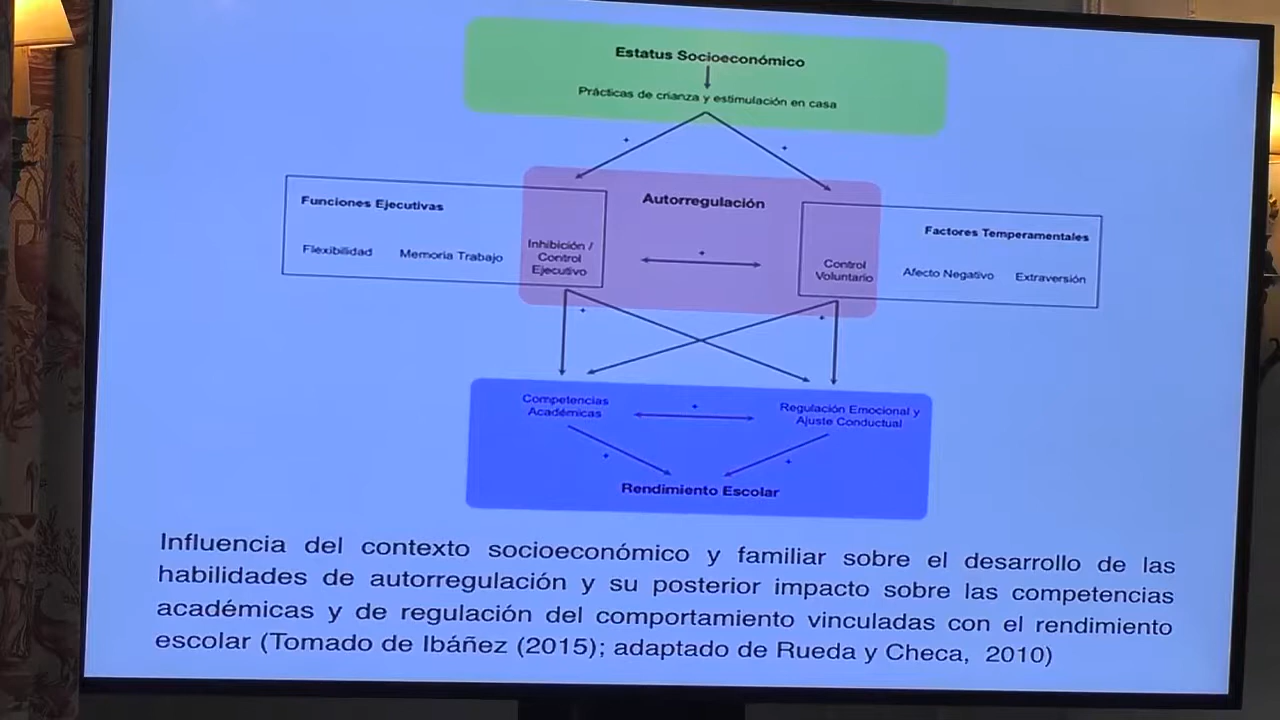 Estatus Socioeconómico
Prácticas de crianza y estimulación en casa
+ +
Funciones Ejecutivas
Flexibilidad Memoria Trabajo Inhibición /
Control
Ejecutivo
Autorregulación
+
Factores Temperamentales
Control
Voluntario Afecto Negativo Extraversión
+ +
Competencias
Académicas
+
Regulación Emocional y
Ajuste Conductual
+ +
Rendimiento Escolar
Influencia del contexto socioeconómico y familiar sobre el desarrollo de las
habilidades de autorregulación y su posterior impacto sobre las competencias
académicas y de regulación del comportamiento vinculadas con el rendimiento
escolar (Tomado de Ibáñez (2015); adaptado de Rueda y Checa, 2010)